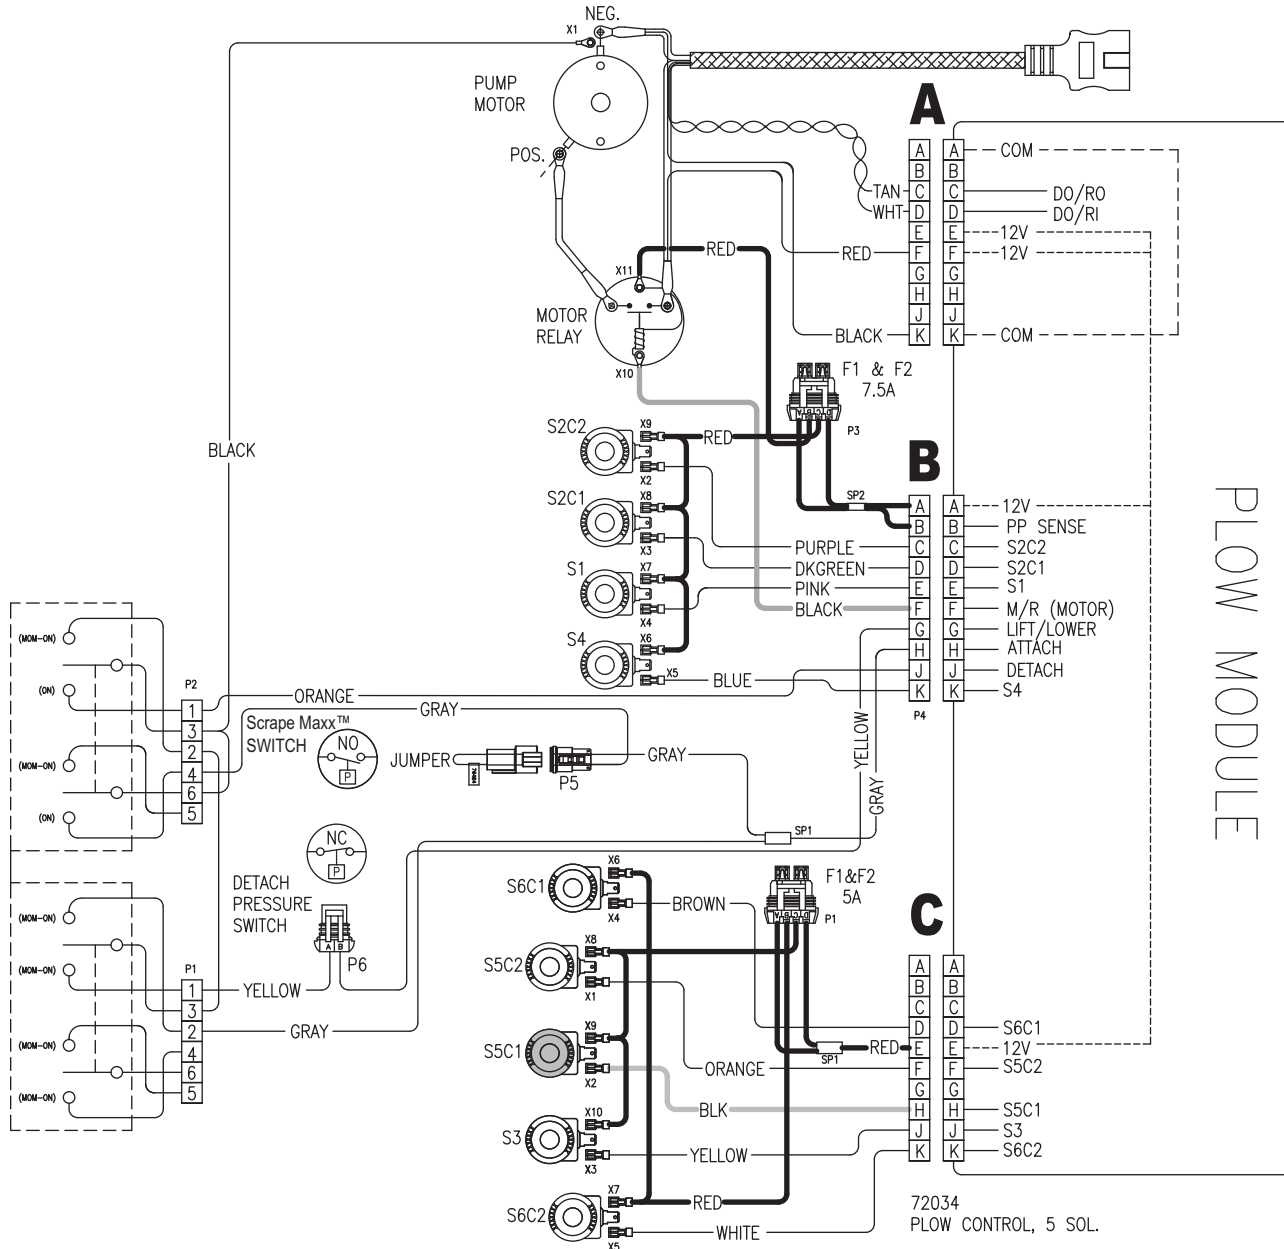 NEG.
X1
PUMP
MOTOR
POS.
A
A
B
C
D
E
F
G
H
J
K
A
B
C
D
E
F
G
H
J
K
COM
TAN
WHT
DO/RO
DO/RI
12V
12V
RED
RED
BLACK
COM
X11
MOTOR
RELAY
X10
F1 & F2
7.5A
A B C D
P3
BLACK
S2C2
X9
X2
RED
S2C1
X8
X3
S1
X7
X4
S4
X6
X5
B
SP2
A
B
C
D
E
F
G
H
J
K
P4
A
B
C
D
E
F
G
H
J
K
12V
PP SENSE
S2C2
S2C1
S1
M/R (MOTOR)
LIFT/LOWER
ATTACH
DETACH
S4
PURPLE
DKGREEN
PINK
BLACK
BLUE
YELLOW
GRAY
PLOW MODULE
(MOM-ON)
(ON)
(MOM-ON)
(ON)
P2
1
3
2
4
6
5
ORANGE
GRAY
Scrape Maxx™
SWITCH
NO
P
JUMPER
P5
GRAY
SP1
NC
P
DETACH
PRESSURE
SWITCH
A B
P6
(MOM-ON)
(MOM-ON)
(MOM-ON)
(MOM-ON)
P1
1
3
2
4
6
5
YELLOW
GRAY
S6C1
X6
X4
BROWN
F1&F2
5A
A B C D
P1
S5C2
X8
X1
S5C1
X9
X2
S3
X10
X3
S6C2
X7
X5
ORANGE
BLK
YELLOW
RED
WHITE
SP1
RED
C
A
B
C
D
E
F
G
H
J
K
A
B
C
D
E
F
G
H
J
K
S6C1
12V
S5C2
S5C1
S3
S6C2
72034
PLOW CONTROL, 5 SOL.